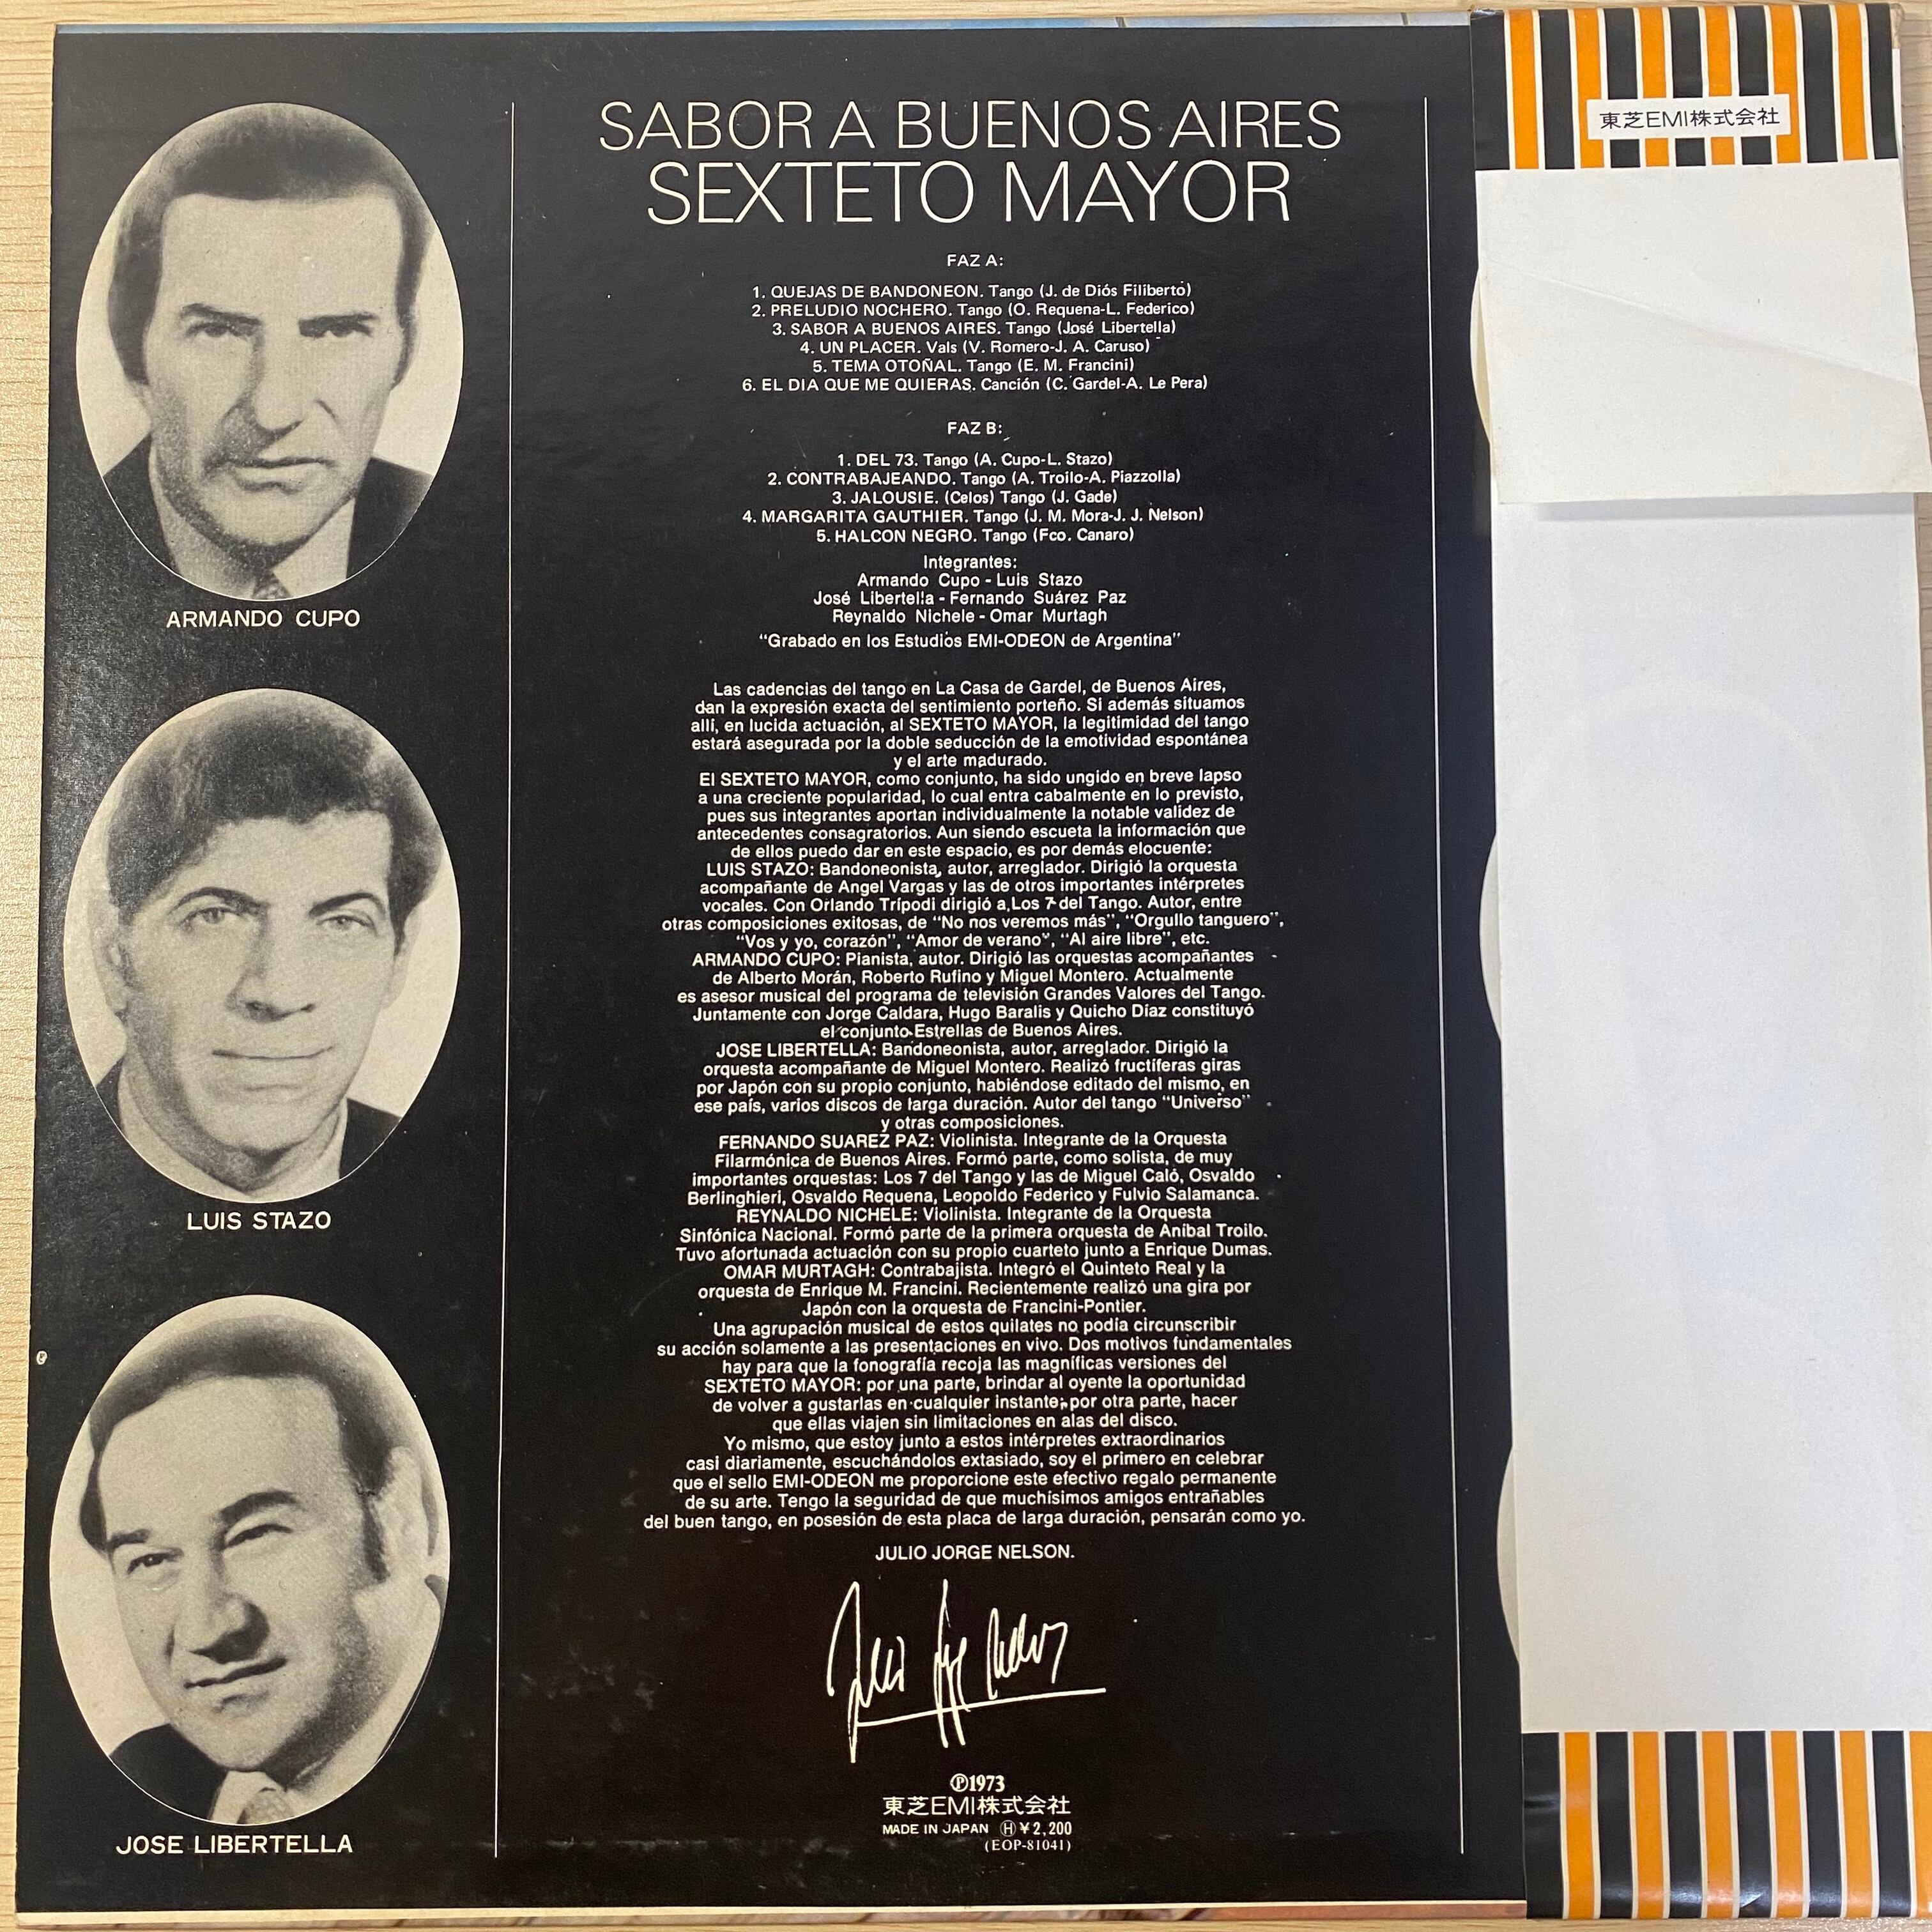 SABOR A BUENOS AIRES
SEXTETO MAYOR
FAZ A:
1. QUEJAS DE BANDONEON. Tango (J. de Diós Filiberto)
2. PRELUDIO NOCHERO. Tango (O. Requena-L. Federico)
3. SABOR A BUENOS AIRES. Tango (José Libertella)
4. UN PLACER. Vals (V. Romero-J. A. Caruso)
5. TEMA OTOÑAL. Tango (E. M. Francini)
6. EL DIA QUE ME QUIERAS. Canción (C. Gardel-A. Le Pera)
FAZ B:
1. DEL 73. Tango (A. Cupo-L. Stazo)
2. CONTRABAJEANDO. Tango (A. Troilo-A. Piazzolla)
3. JALOUSIE. (Celos) Tango (J. Gade)
4. MARGARITA GAUTHIER. Tango (J. M. Mora-J. J. Nelson)
5. HALCON NEGRO. Tango (Fco. Canaro)
Integrantes:
Armando Cupo - Luis Stazo
José Libertella - Fernando Suárez Paz
Reynaldo Nichele - Omar Murtagh
"Grabado en los Estudios EMI-ODEON de Argentina"
Las cadencias del tango en La Casa de Gardel, de Buenos Aires,
dan la expresión exacta del sentimiento porteño. Si además situamos
allí, en lucida actuación, al SEXTETO MAYOR, la legitimidad del tango
estará asegurada por la doble seducción de la emotividad espontánea
y el arte madurado.
El SEXTETO MAYOR, como conjunto, ha sido ungido en breve lapso
a una creciente popularidad, lo cual entra cabalmente en lo previsto,
pues sus integrantes aportan individualmente la notable validez de
antecedentes consagratorios. Aun siendo escueta la información que
de ellos puedo dar en este espacio, es por demás elocuente:
LUIS STAZO: Bandoneonista, autor, arreglador. Dirigió la orquesta
acompañante de Angel Vargas y las de otros importantes intérpretes
vocales. Con Orlando Trípodi dirigió a Los 7 del Tango. Autor, entre
otras composiciones exitosas, de "No nos veremos más", "Orgullo tanguero",
"Vos y yo, corazón", "Amor de verano", "Al aire libre", etc.
ARMANDO CUPO: Pianista, autor. Dirigió las orquestas acompañantes
de Alberto Morán, Roberto Rufino y Miguel Montero. Actualmente
es asesor musical del programa de televisión Grandes Valores del Tango.
Juntamente con Jorge Caldara, Hugo Baralis y Quicho Díaz constituyó
el conjunto Estrellas de Buenos Aires.
JOSE LIBERTELLA: Bandoneonista, autor, arreglador. Dirigió la
orquesta acompañante de Miguel Montero. Realizó fructíferas giras
por Japón con su propio conjunto, habiéndose editado del mismo, en
ese país, varios discos de larga duración. Autor del tango "Universo"
y otras composiciones.
FERNANDO SUAREZ PAZ: Violinista. Integrante de la Orquesta
Filarmónica de Buenos Aires. Formó parte, como solista, de muy
importantes orquestas: Los 7 del Tango y las de Miguel Caló, Osvaldo
Berlinghieri, Osvaldo Requena, Leopoldo Federico y Fulvio Salamanca.
REYNALDO NICHELE: Violinista. Integrante de la Orquesta
Sinfónica Nacional. Formó parte de la primera orquesta de Aníbal Troilo.
Tuvo afortunada actuación con su propio cuarteto junto a Enrique Dumas.
OMAR MURTAGH: Contrabajista. Integró el Quinteto Real y la
orquesta de Enrique M. Francini. Recientemente realizó una gira por
Japón con la orquesta de Francini-Pontier.
Una agrupación musical de estos quilates no podía circunscribir
su acción solamente a las presentaciones en vivo. Dos motivos fundamentales
hay para que la fonografía recoja las magníficas versiones del
SEXTETO MAYOR: por una parte, brindar al oyente la oportunidad
de volver a gustarlas en cualquier instante; por otra parte, hacer
que ellas viajen sin limitaciones en alas del disco.
Yo mismo, que estoy junto a estos intérpretes extraordinarios
casi diariamente, escuchándolos extasiado, soy el primero en celebrar
que el sello EMI-ODEON me proporcione este efectivo regalo permanente
de su arte. Tengo la seguridad de que muchísimos amigos entrañables
del buen tango, en posesión de esta placa de larga duración, pensarán como yo.
JULIO JORGE NELSON.
Ⓟ1973
東芝EMI株式会社
MADE IN JAPAN Ⓗ ¥2,200
(EOP-81041)
ARMANDO CUPO
LUIS STAZO
JOSE LIBERTELLA
東芝EMI株式会社